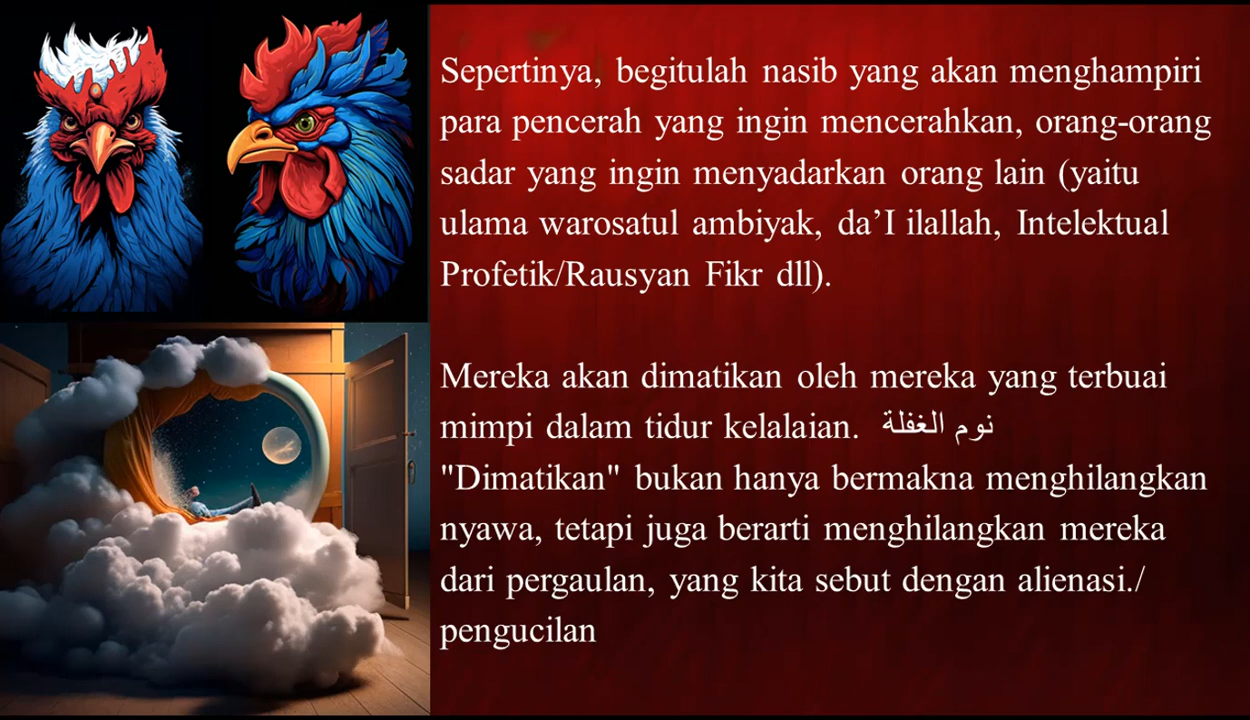 Sepertinya, begitulah nasib yang akan menghampiri
para pencerah yang ingin mencerahkan, orang-orang
sadar yang ingin menyadarkan orang lain (yaitu
ulama warosatul ambiyak, da’I ilallah, Intelektual
Profetik/Rausyan Fikr dll).
Mereka akan dimatikan oleh mereka yang terbuai
mimpi dalam tidur kelalaian. نوم الغفلة
"Dimatikan" bukan hanya bermakna menghilangkan
nyawa, tetapi juga berarti menghilangkan mereka
dari pergaulan, yang kita sebut dengan alienasi./
pengucilan